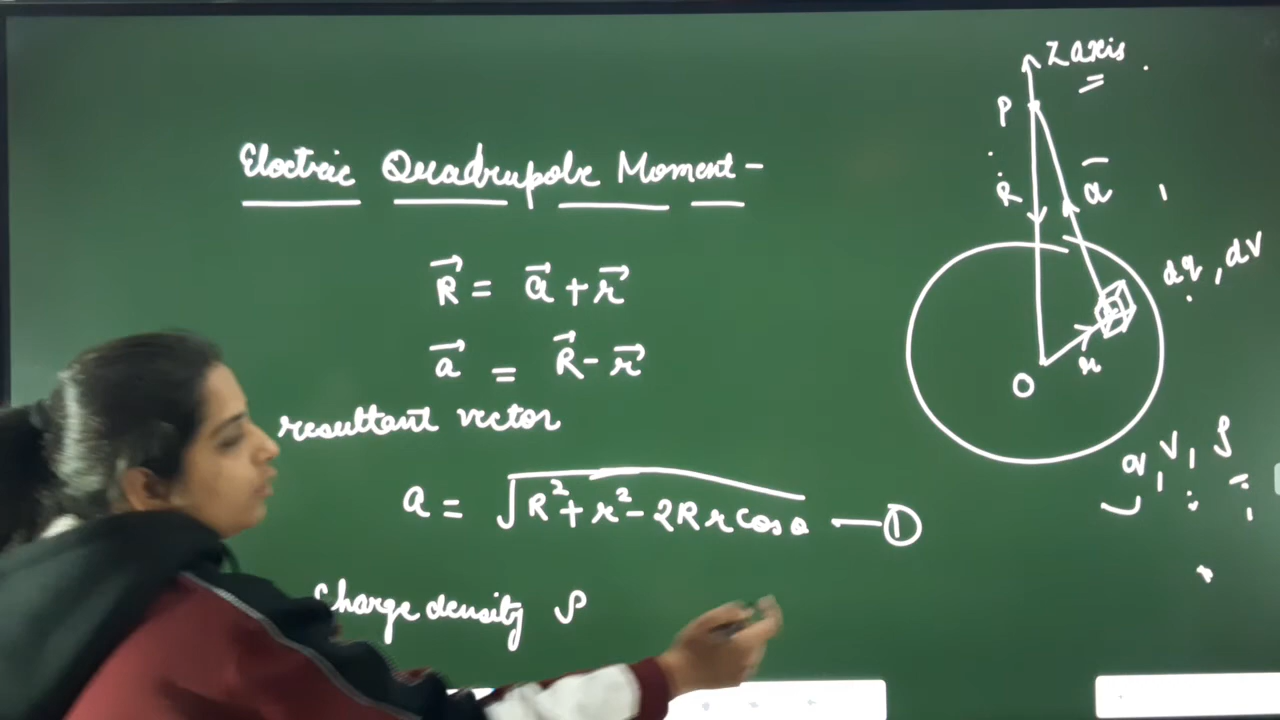 Electric Quadrupole Moment -
R⃗ = a⃗ + r⃗
a⃗ = R⃗ - r⃗
resultant vector
a = √(R² + r² - 2Rr cos θ) — ①
Charge density ρ
Z axis
P
R
a
dq, dV
r
O
q, V, ρ